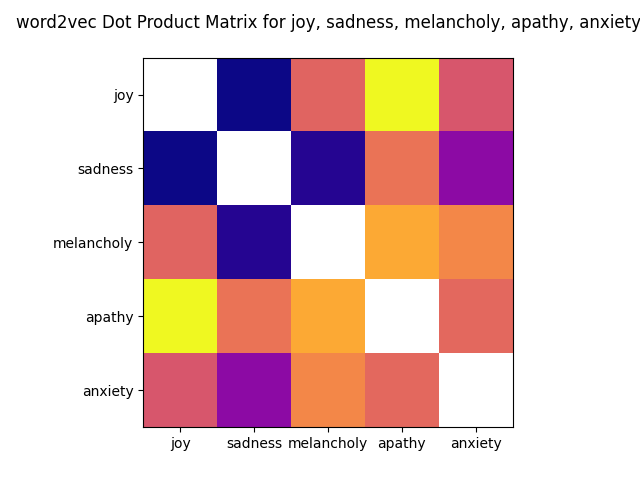 word2vec Dot Product Matrix for joy, sadness, melancholy, apathy, anxiety
joy
sadness
melancholy
apathy
anxiety
joy sadness melancholy apathy anxiety